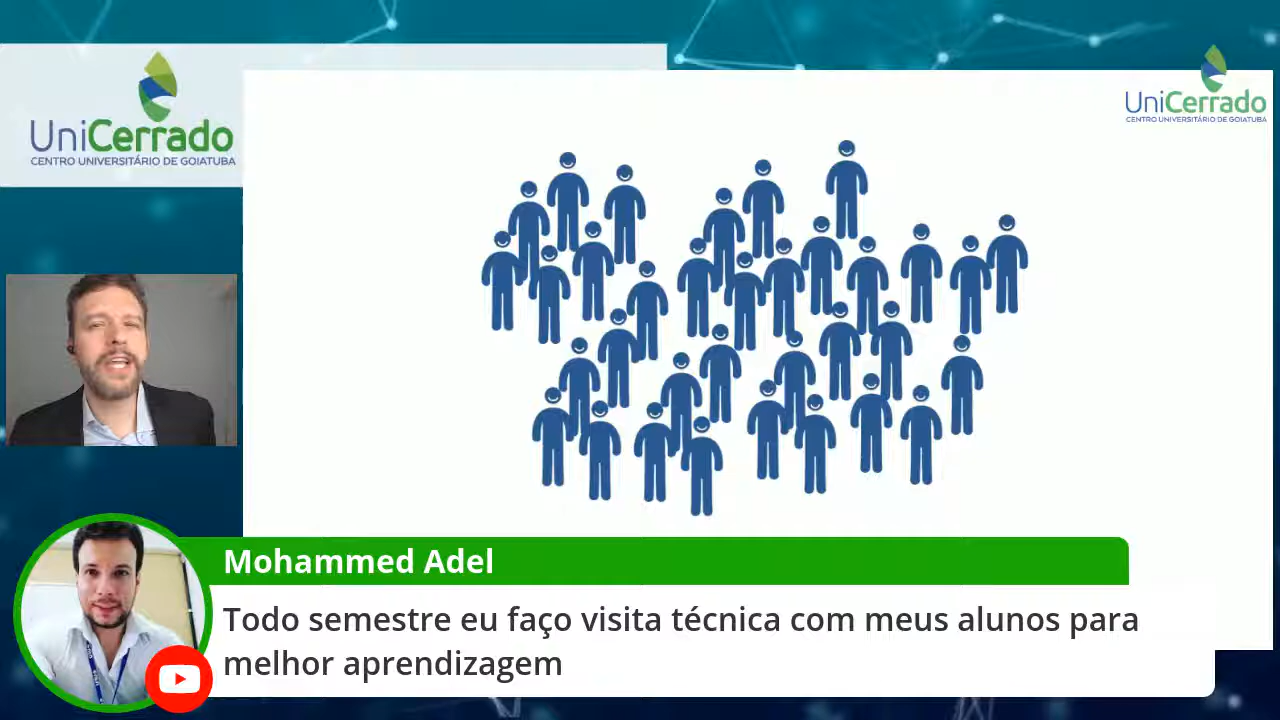 UniCerrado
CENTRO UNIVERSITÁRIO DE GOIATUBA
UniCerrado
CENTRO UNIVERSITÁRIO DE GOIATUBA
Mohammed Adel
Todo semestre eu faço visita técnica com meus alunos para
melhor aprendizagem